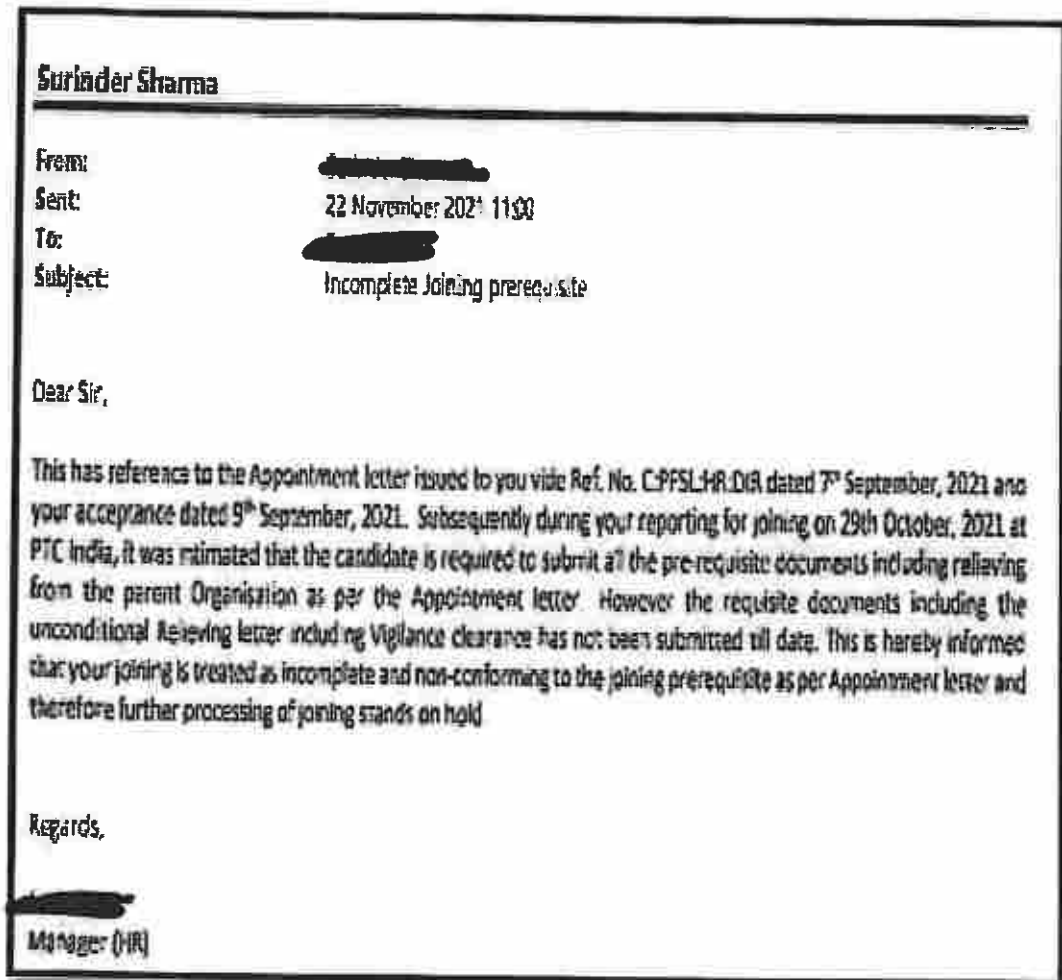 Surinder Sharma
From:
Sent: 22 November 2021 11:00
To:
Subject: Incomplete Joining prerequisite
Dear Sir,
This has reference to the Appointment letter issued to you vide Ref. No. C:PFSL:HR:DIR dated 7th September, 2021 and
your acceptance dated 9th September, 2021. Subsequently during your reporting for joining on 29th October, 2021 at
PTC India, it was intimated that the candidate is required to submit all the pre-requisite documents including relieving
from the parent Organisation as per the Appointment letter. However the requisite documents including the
unconditional Relieving letter including Vigilance clearance has not been submitted till date. This is hereby informed
that your joining is treated as incomplete and non-conforming to the joining prerequisite as per Appointment letter and
therefore further processing of joining stands on hold
Regards,
Manager (HR)